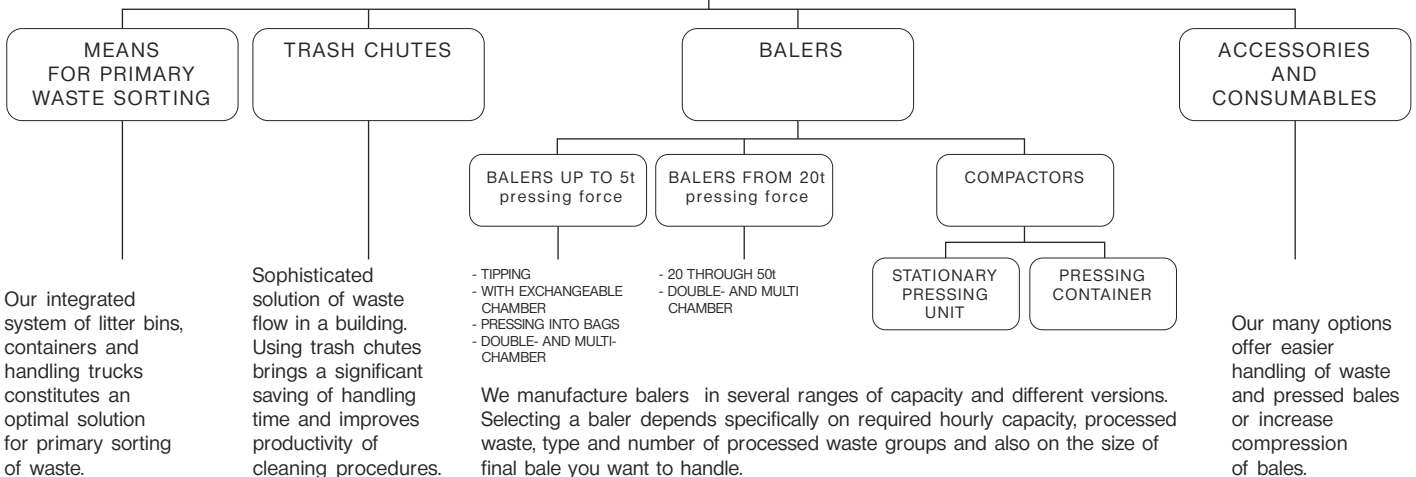 MEANS
FOR PRIMARY
WASTE SORTING
TRASH CHUTES
BALERS
ACCESSORIES
AND
CONSUMABLES
BALERS UP TO 5t
pressing force
BALERS FROM 20t
pressing force
COMPACTORS
- TIPPING
- WITH EXCHANGEABLE
CHAMBER
- PRESSING INTO BAGS
- DOUBLE- AND MULTI-
CHAMBER
- 20 THROUGH 50t
- DOUBLE- AND MULTI
CHAMBER
STATIONARY
PRESSING
UNIT
PRESSING
CONTAINER
Our integrated
system of litter bins,
containers and
handling trucks
constitutes an
optimal solution
for primary sorting
of waste.
Sophisticated
solution of waste
flow in a building.
Using trash chutes
brings a significant
saving of handling
time and improves
productivity of
cleaning procedures.
We manufacture balers in several ranges of capacity and different versions.
Selecting a baler depends specifically on required hourly capacity, processed
waste, type and number of processed waste groups and also on the size of
final bale you want to handle.
Our many options
offer easier
handling of waste
and pressed bales
or increase
compression
of bales.